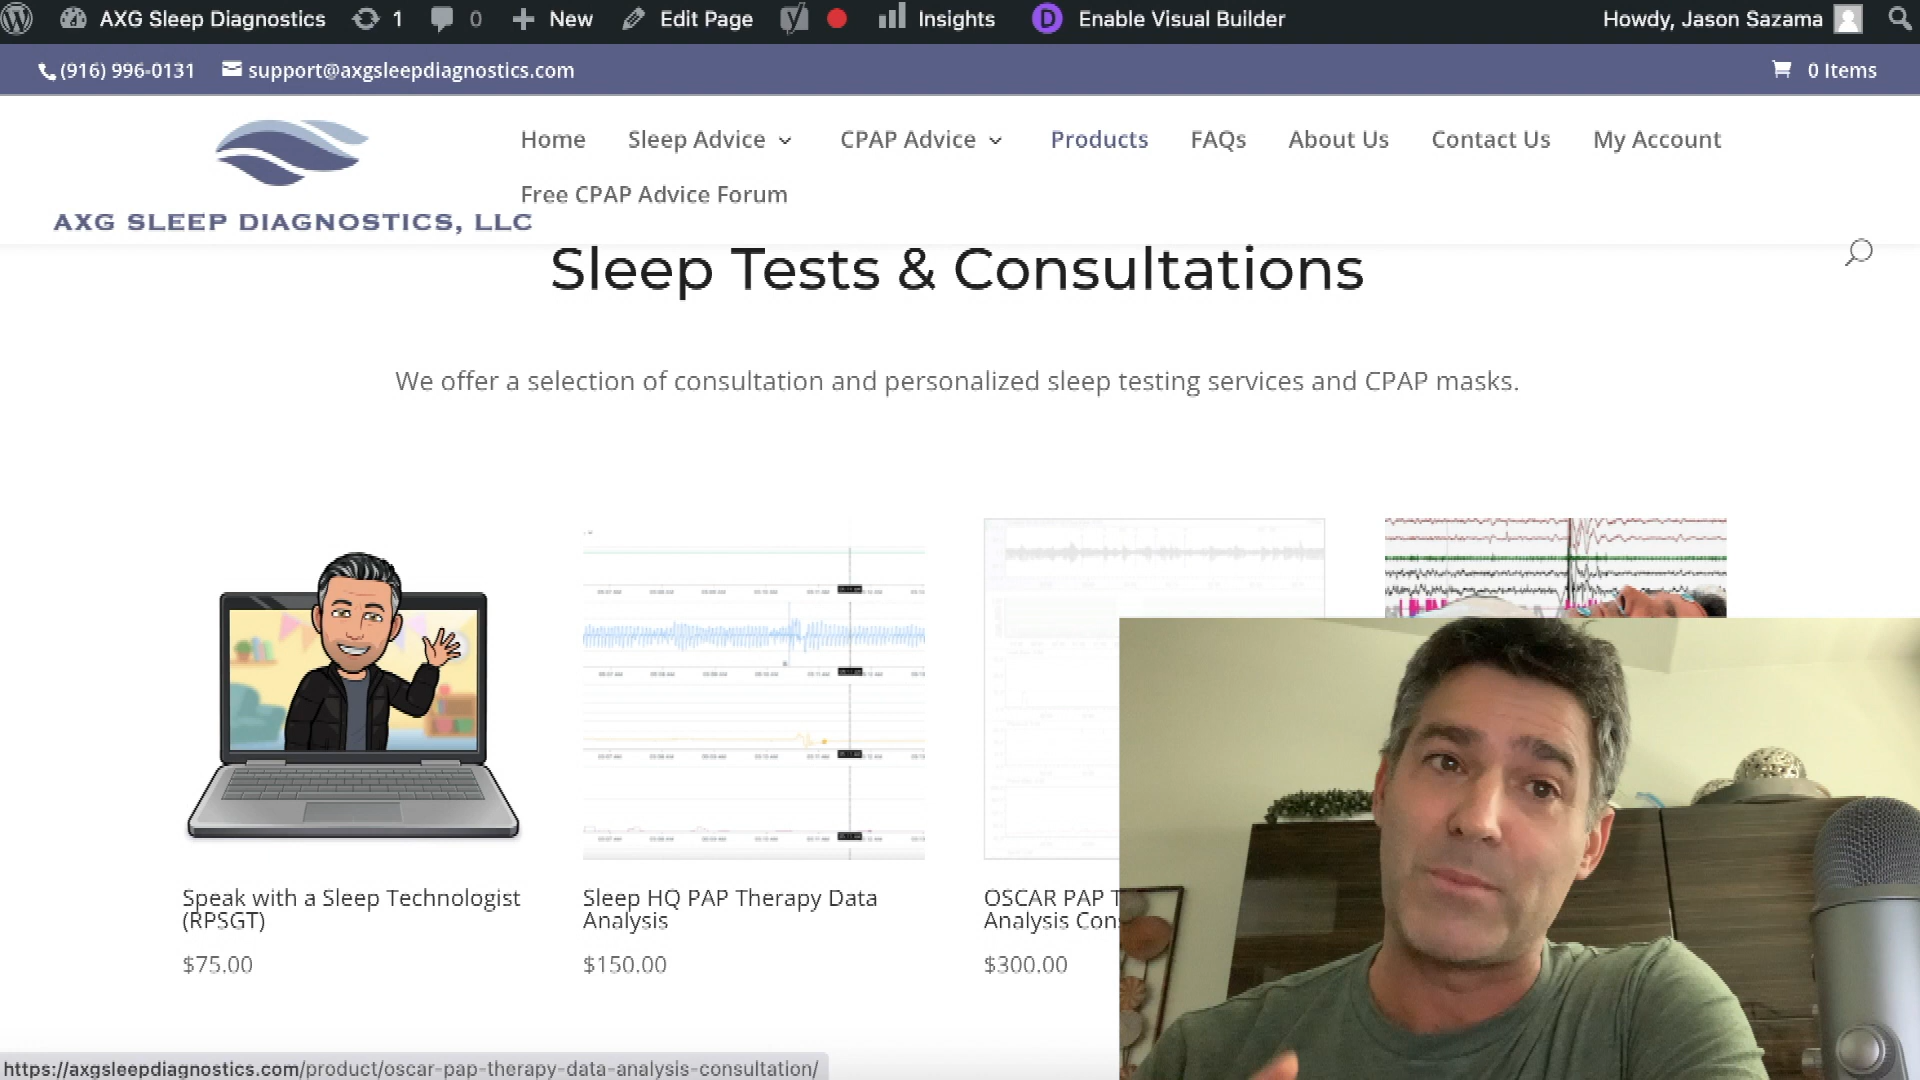 AXG Sleep Diagnostics 1 0 New Edit Page Insights D Enable Visual Builder Howdy, Jason Sazama
(916) 996-0131 support@axgsleepdiagnostics.com 0 Items
Home Sleep Advice CPAP Advice Products FAQs About Us Contact Us My Account
Free CPAP Advice Forum
AXG SLEEP DIAGNOSTICS, LLC
Sleep Tests & Consultations
We offer a selection of consultation and personalized sleep testing services and CPAP masks.
Speak with a Sleep Technologist
(RPSGT)
$75.00
Sleep HQ PAP Therapy Data
Analysis
$150.00
OSCAR PAP T
Analysis Con
$300.00
https://axgsleepdiagnostics.com/product/oscar-pap-therapy-data-analysis-consultation/